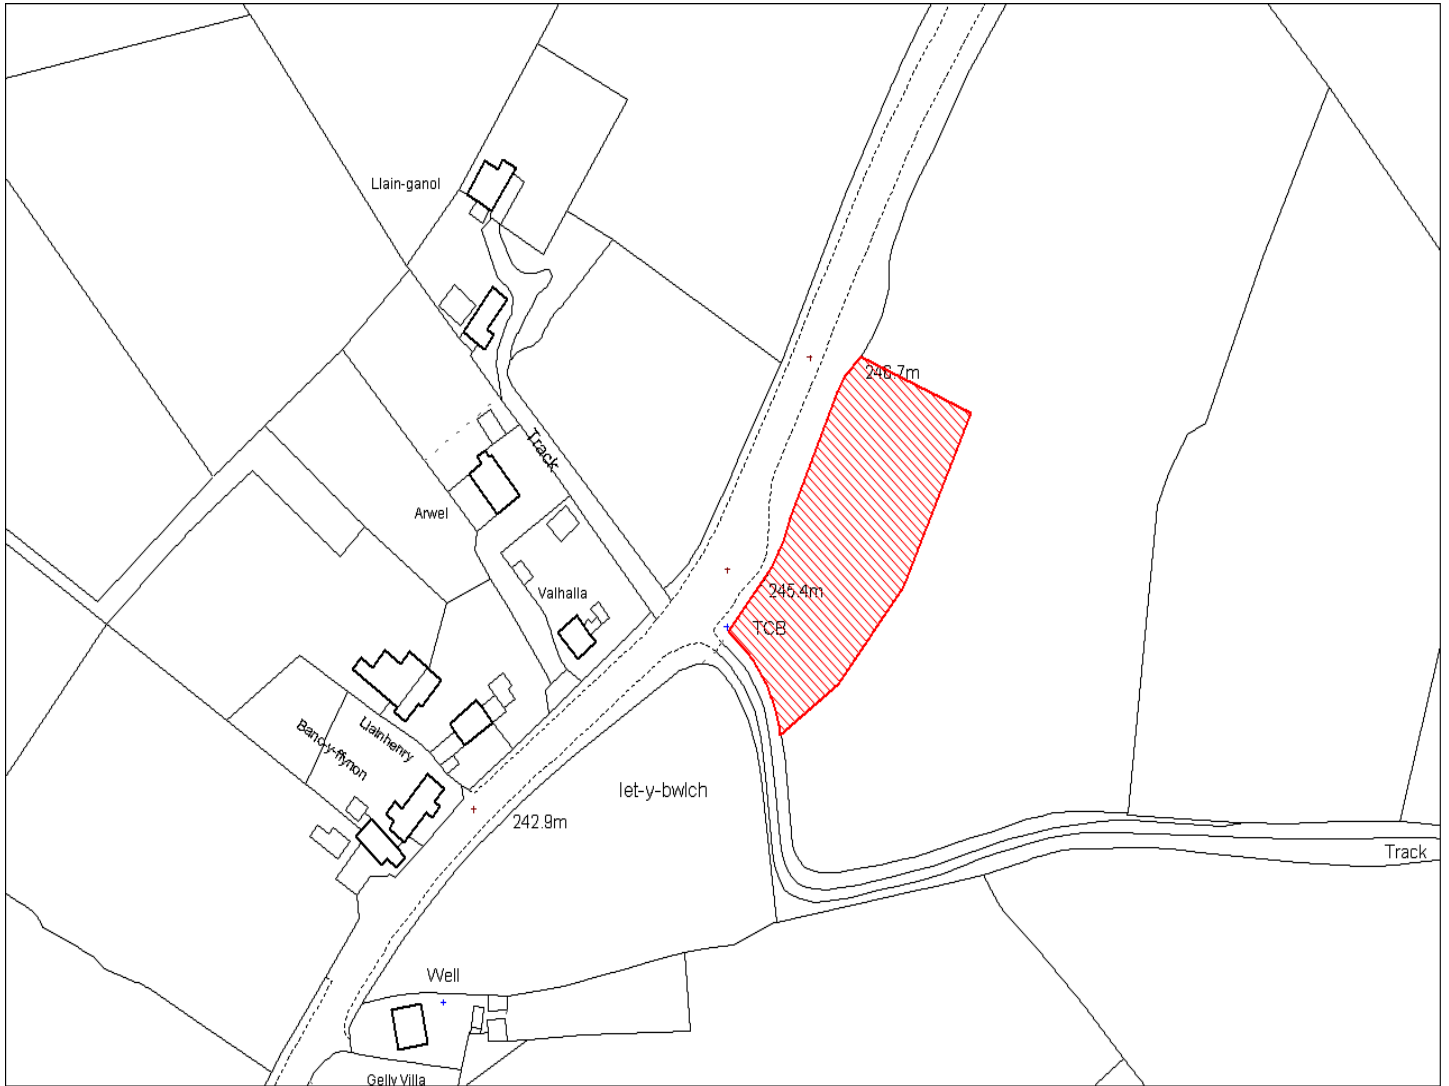 Llain-ganol
246.7m
Track
Arwel
Valhalla
245.4m
TCB
Llainhenry
Banc-y-ffynon
let-y-bwlch
242.9m
Track
Well
Gelly Villa